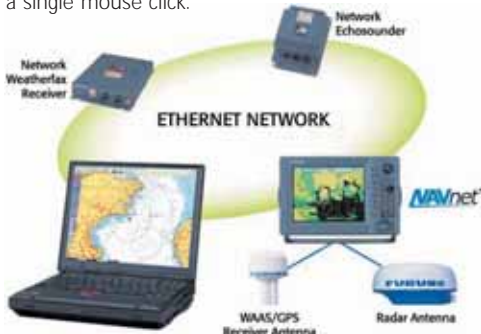 a single mouse click.
Network
Echosounder
Network
Weatherfax
Receiver
ETHERNET NETWORK
NAVnet
WAAS/GPS
Receiver Antenna
FURUNO
Radar Antenna